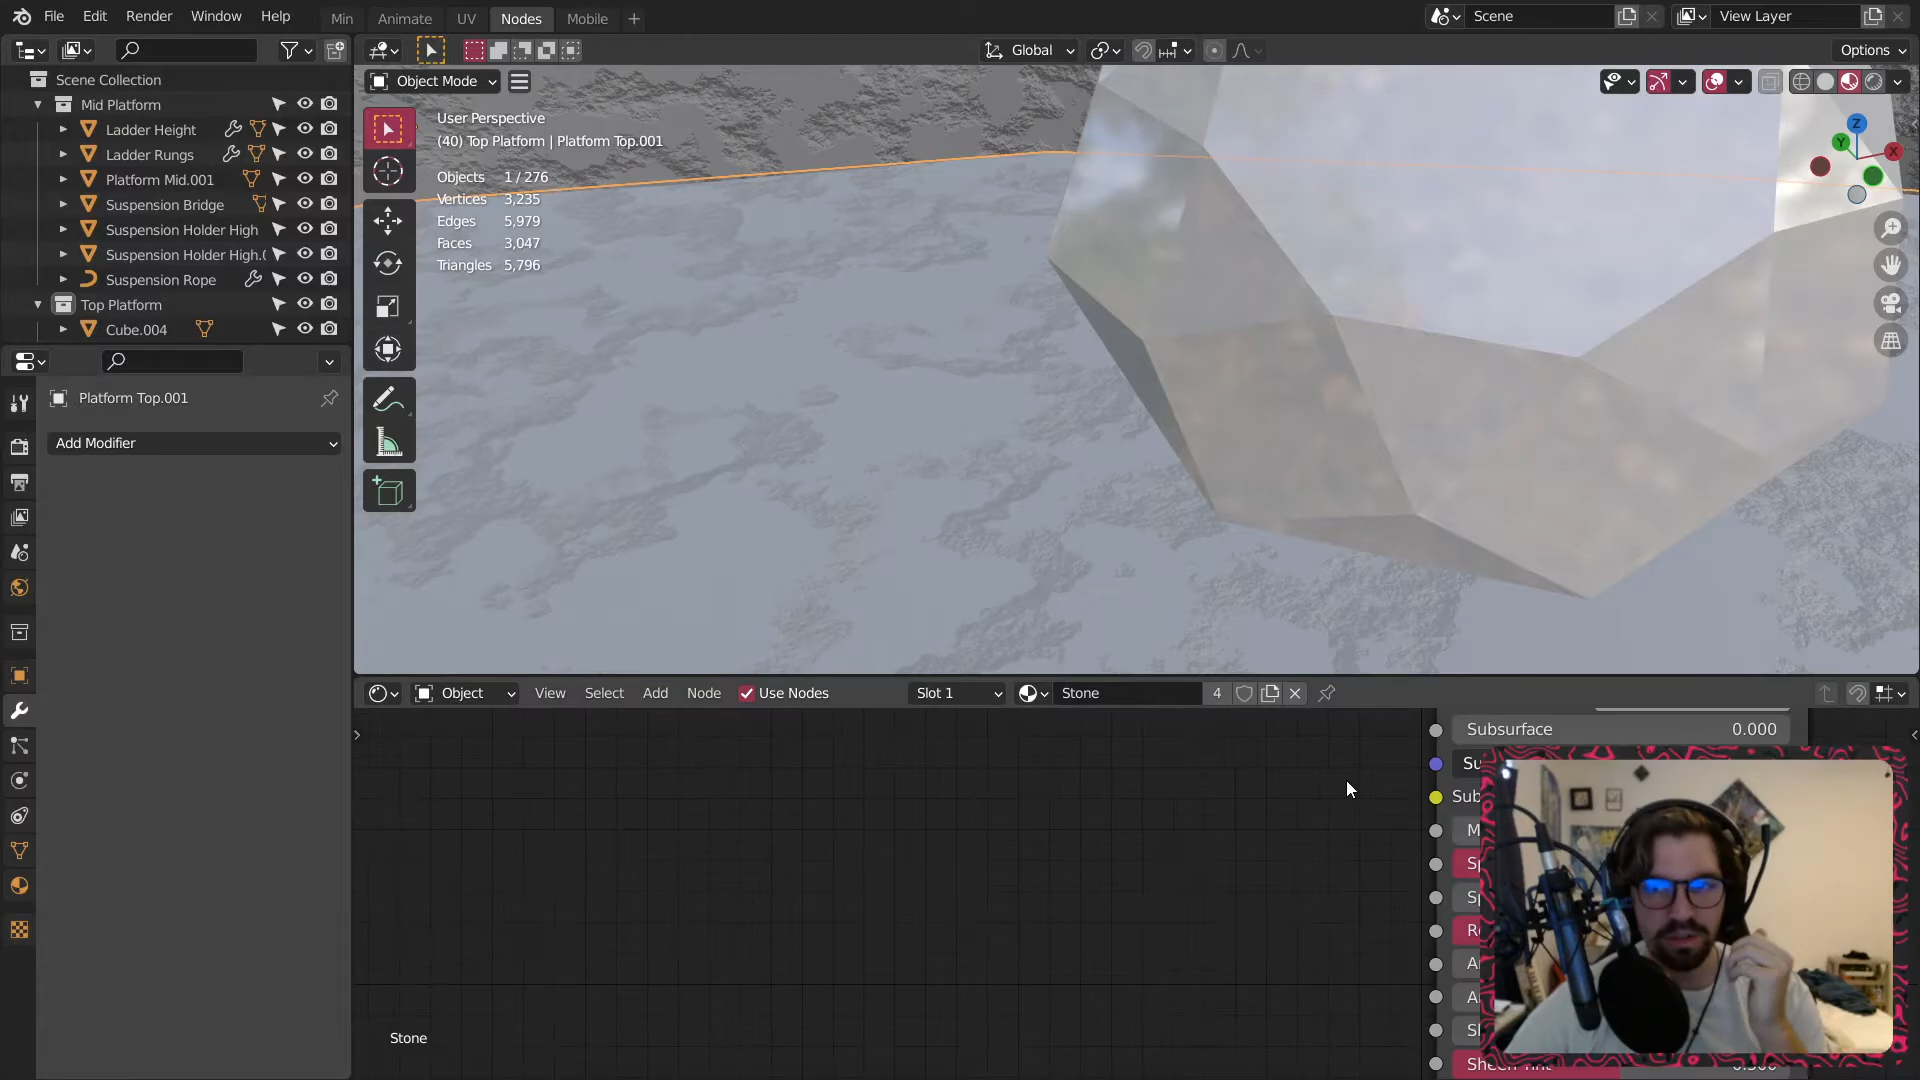 File Edit Render Window Help Min Animate UV Nodes Mobile Scene View Layer
Global Options
Scene Collection
Mid Platform
Ladder Height
Ladder Rungs
Platform Mid.001
Suspension Bridge
Suspension Holder High
Suspension Holder High.(
Suspension Rope
Top Platform
Cube.004
Object Mode
User Perspective
(40) Top Platform | Platform Top.001
Objects 1 / 276
Vertices 3,235
Edges 5,979
Faces 3,047
Triangles 5,796
Z
Y
X
Platform Top.001
Add Modifier
Object View Select Add Node Use Nodes Slot 1 Stone 4
Subsurface 0.000
Su
Sub
M
Sp
Sp
Stone